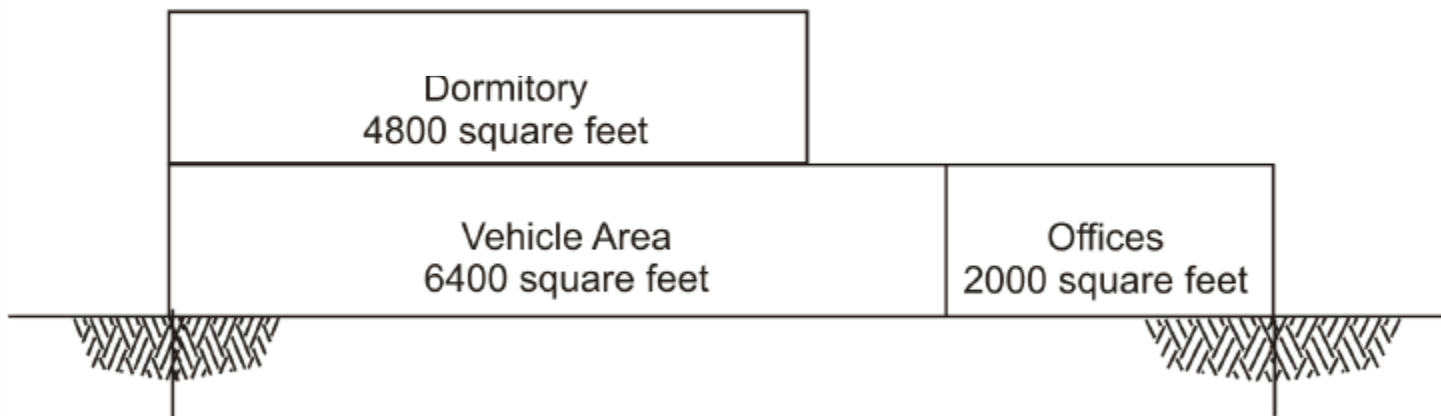 Dormitory
4800 square feet
Vehicle Area
6400 square feet
Offices
2000 square feet